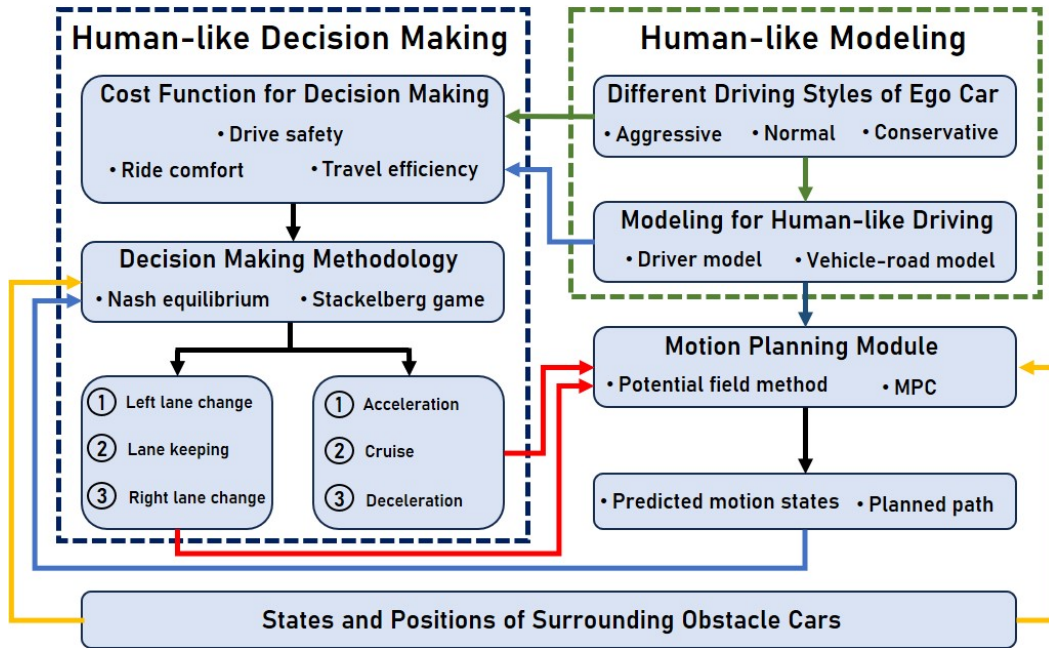 Human-like Decision Making
Cost Function for Decision Making
• Drive safety
• Ride comfort • Travel efficiency
Decision Making Methodology
• Nash equilibrium • Stackelberg game
① Left lane change
② Lane keeping
③ Right lane change
① Acceleration
② Cruise
③ Deceleration
Human-like Modeling
Different Driving Styles of Ego Car
• Aggressive • Normal • Conservative
Modeling for Human-like Driving
• Driver model • Vehicle-road model
Motion Planning Module
• Potential field method • MPC
• Predicted motion states • Planned path
States and Positions of Surrounding Obstacle Cars